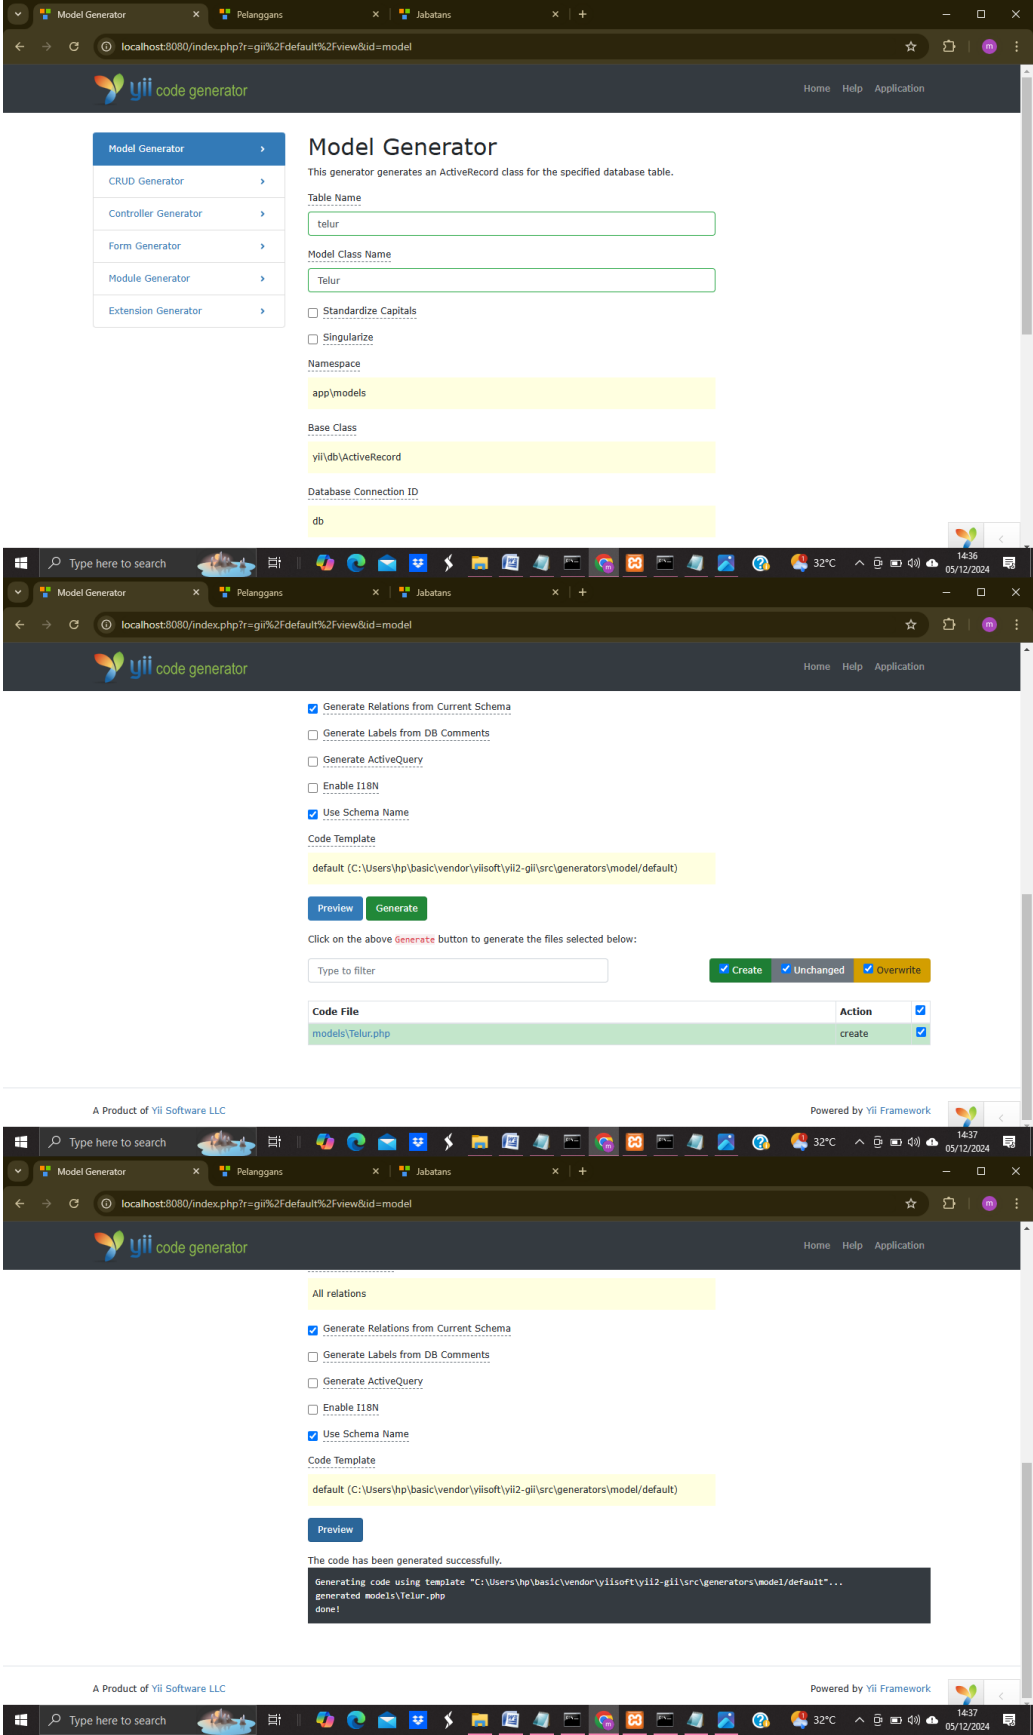 Model Generator
Pelanggans
Jabatans
localhost:8080/index.php?r=gii%2Fdefault%2Fview&id=model
m
yii code generator
Home Help Application
Model Generator
CRUD Generator
Controller Generator
Form Generator
Module Generator
Extension Generator
Model Generator
This generator generates an ActiveRecord class for the specified database table.
Table Name
telur
Model Class Name
Telur
Standardize Capitals
Singularize
Namespace
app\models
Base Class
yii\db\ActiveRecord
Database Connection ID
db
Type here to search
32°C
14:36
05/12/2024
Model Generator
Pelanggans
Jabatans
localhost:8080/index.php?r=gii%2Fdefault%2Fview&id=model
m
yii code generator
Home Help Application
Generate Relations from Current Schema
Generate Labels from DB Comments
Generate ActiveQuery
Enable I18N
Use Schema Name
Code Template
default (C:\Users\hp\basic\vendor\yiisoft\yii2-gii\src\generators\model/default)
Preview Generate
Click on the above Generate button to generate the files selected below:
Type to filter
Create Unchanged Overwrite
Code File Action
models\Telur.php create
A Product of Yii Software LLC
Powered by Yii Framework
Type here to search
32°C
14:37
05/12/2024
Model Generator
Pelanggans
Jabatans
localhost:8080/index.php?r=gii%2Fdefault%2Fview&id=model
m
yii code generator
Home Help Application
All relations
Generate Relations from Current Schema
Generate Labels from DB Comments
Generate ActiveQuery
Enable I18N
Use Schema Name
Code Template
default (C:\Users\hp\basic\vendor\yiisoft\yii2-gii\src\generators\model/default)
Preview
The code has been generated successfully.
Generating code using template "C:\Users\hp\basic\vendor\yiisoft\yii2-gii\src\generators\model/default"...
generated models\Telur.php
done!
A Product of Yii Software LLC
Powered by Yii Framework
Type here to search
32°C
14:37
05/12/2024